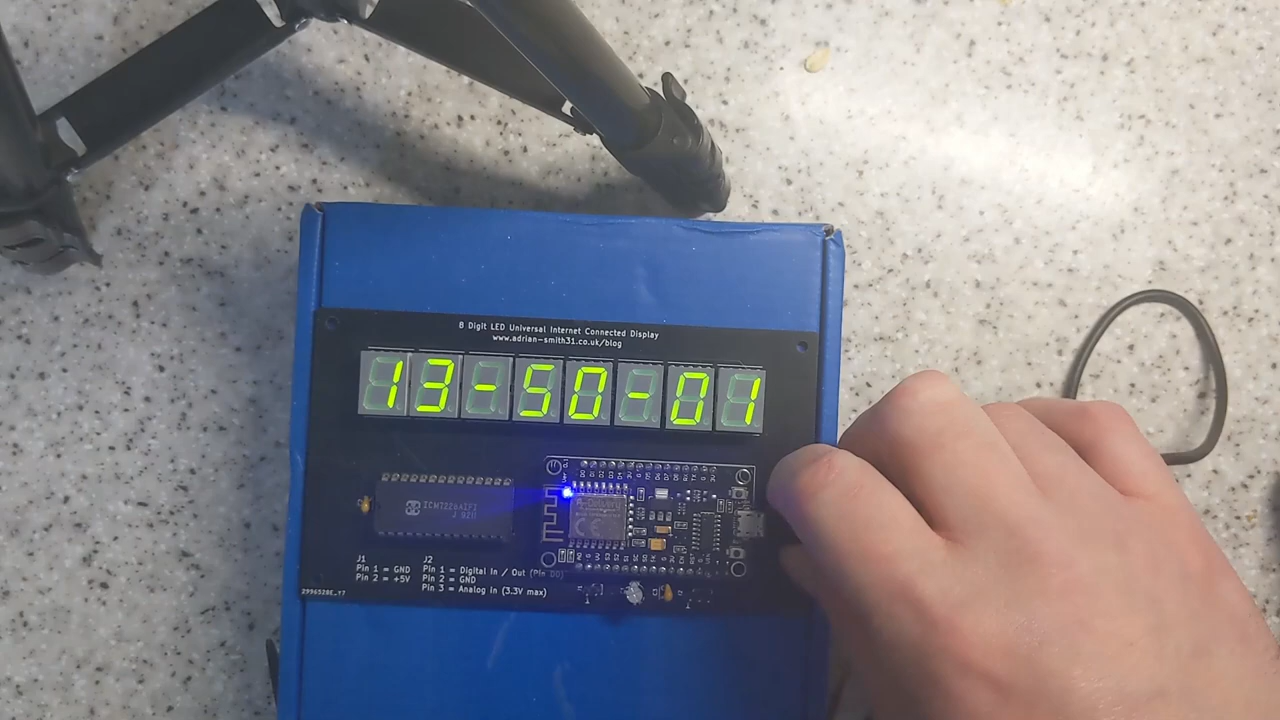 8 Digit LED Universal Internet Connected Display
www.adrian-smith31.co.uk/blog
13-50-01
J1
Pin 1 = GND
Pin 2 = +5V
J2
Pin 1 = Digital In / Out (Pin D0)
Pin 2 = GND
Pin 3 = Analog in (3.3V max)
2996528E_Y7